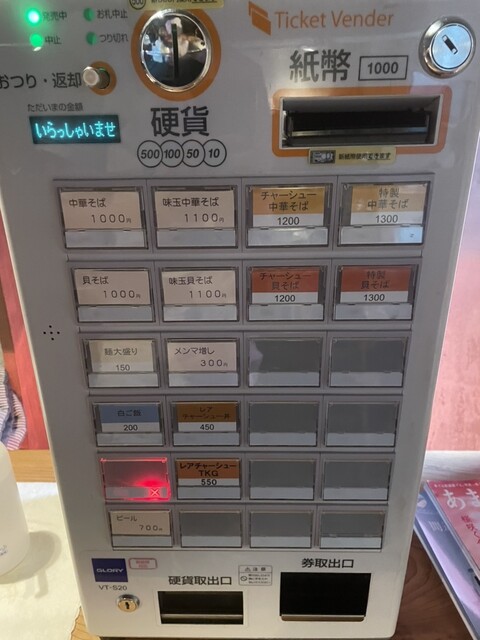 発売中
お札中止
中止
つり切れ
Ticket Vender
おつり・返却
ただいまの金額
いらっしゃいませ
硬貨
500 100 50 10
紙幣 1000
中華そば
1000円
味玉中華そば
1100円
チャーシュー
中華そば
1200
特製
中華そば
1300
貝そば
1000円
味玉貝そば
1100円
チャーシュー
貝そば
1200
特製
貝そば
1300
麺大盛り
150
メンマ増し
300円
白ご飯
200
レア
チャーシュー丼
450
レアチャーシュー
TKG
550
ビール
700円
GLORY
VT-S20
硬貨取出口
券取出口